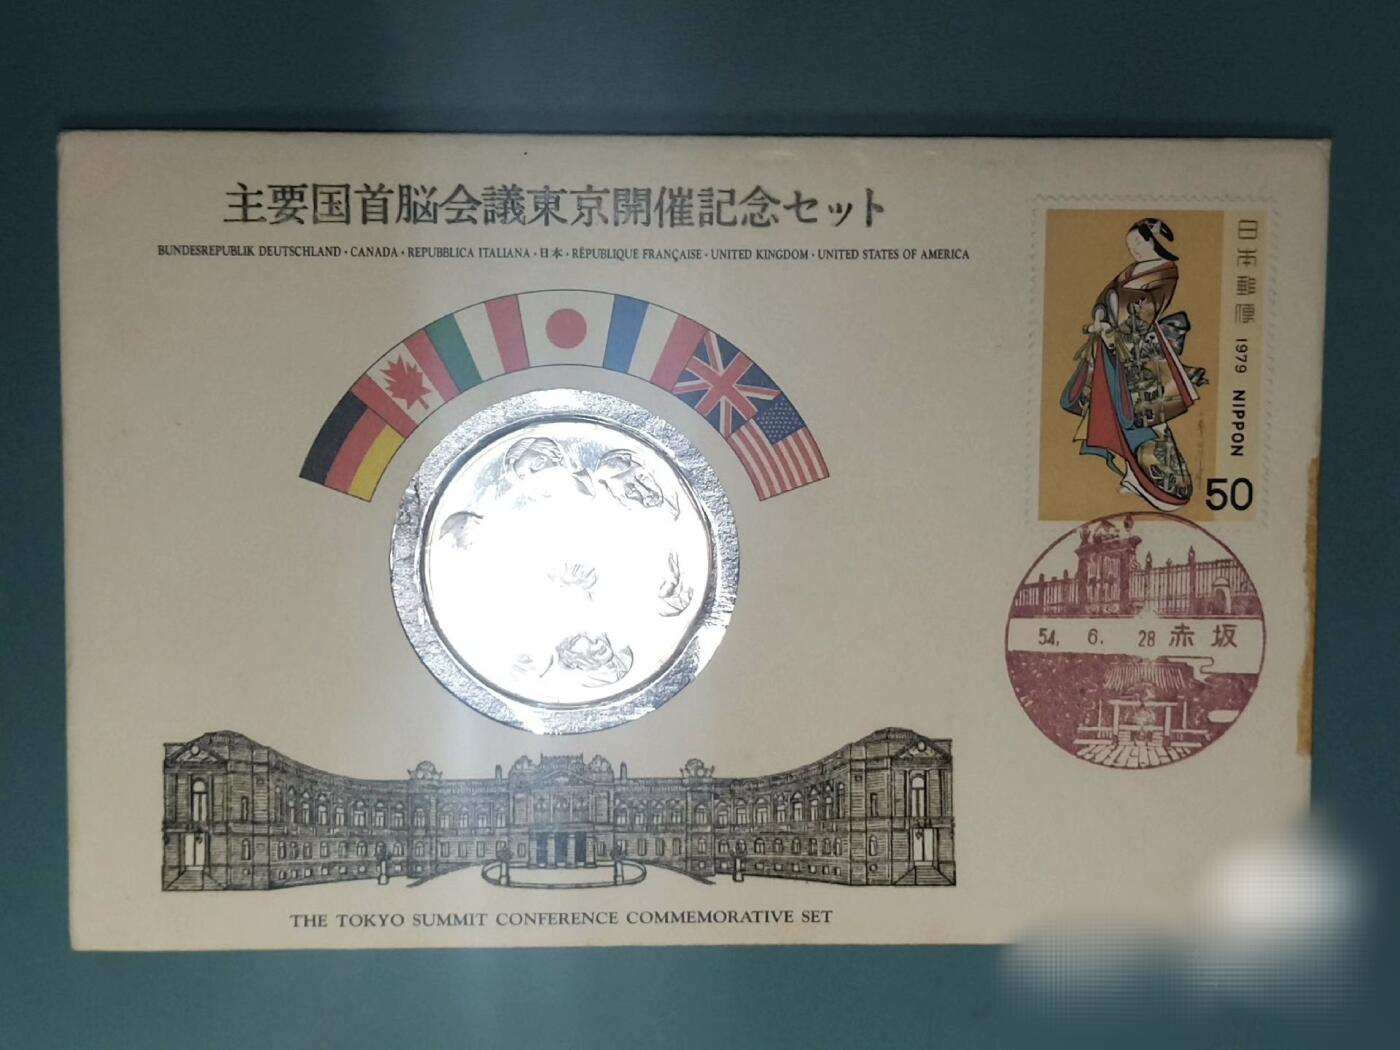 主要国首脳会議東京開催記念セット
BUNDESREPUBLIK DEUTSCHLAND · CANADA · REPUBBLICA ITALIANA · 日本 · RÉPUBLIQUE FRANÇAISE · UNITED KINGDOM · UNITED STATES OF AMERICA
日本郵便 1979 NIPPON
50
54. 6. 28 赤坂
THE TOKYO SUMMIT CONFERENCE COMMEMORATIVE SET